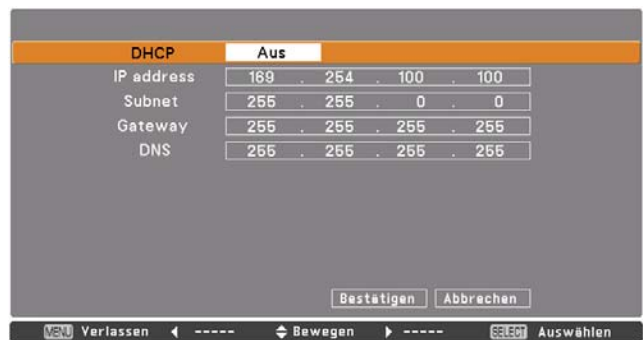 DHCP Aus
IP address 169 . 254 . 100 . 100
Subnet 255 . 255 . 0 . 0
Gateway 255 . 255 . 255 . 255
DNS 255 . 255 . 255 . 255
Bestätigen Abbrechen
MENU Verlassen ◀ ----- ◆ Bewegen ▶ ----- SELECT Auswählen